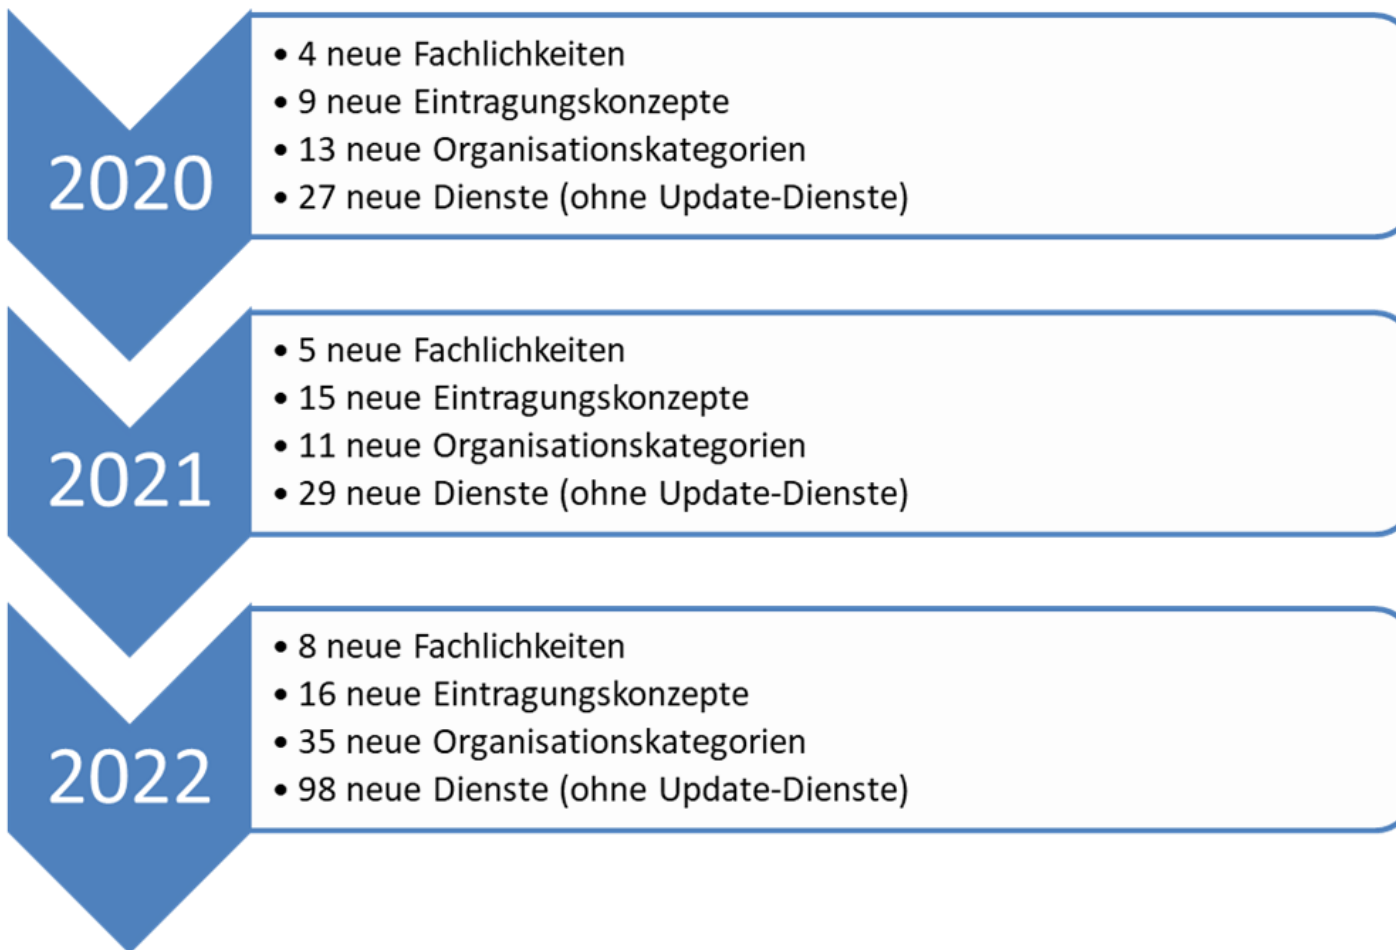 2020
• 4 neue Fachlichkeiten
• 9 neue Eintragungskonzepte
• 13 neue Organisationskategorien
• 27 neue Dienste (ohne Update-Dienste)
2021
• 5 neue Fachlichkeiten
• 15 neue Eintragungskonzepte
• 11 neue Organisationskategorien
• 29 neue Dienste (ohne Update-Dienste)
2022
• 8 neue Fachlichkeiten
• 16 neue Eintragungskonzepte
• 35 neue Organisationskategorien
• 98 neue Dienste (ohne Update-Dienste)